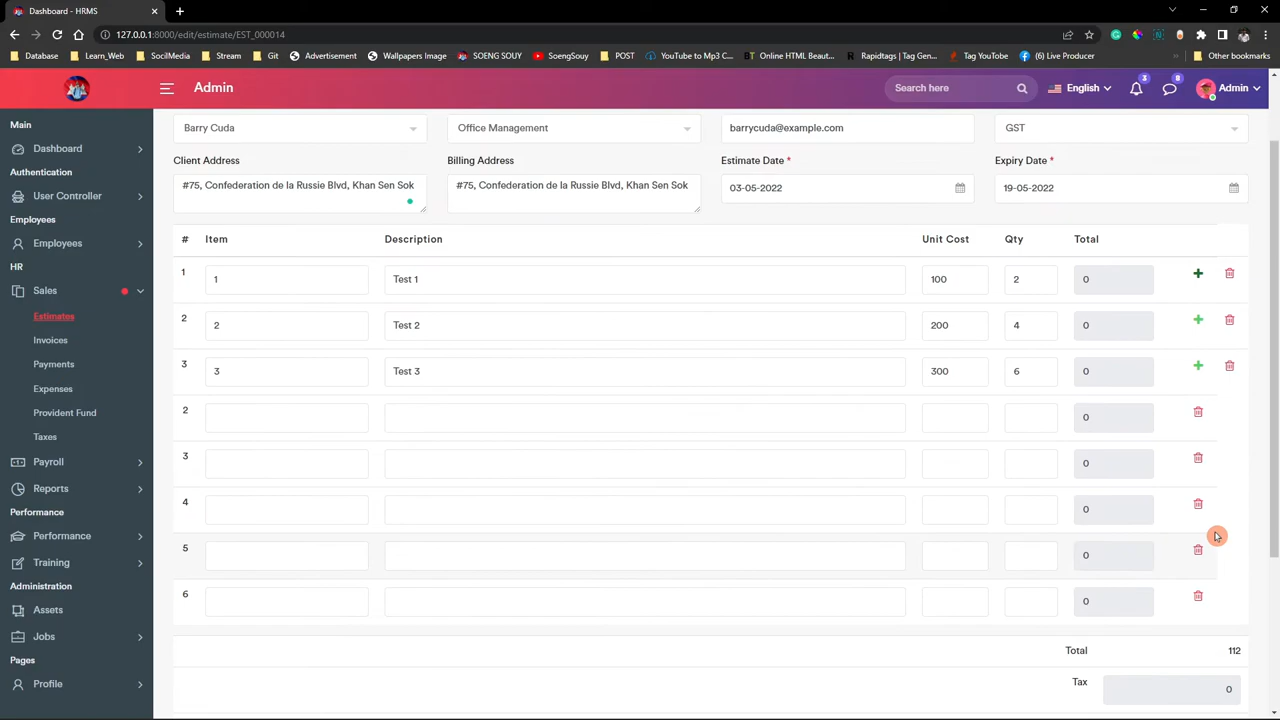 Dashboard - HRMS
127.0.0.1:8000/edit/estimate/EST_000014
Database Learn_Web SocilMedia Stream Git Advertisement Wallpapers Image SOENG SOUY SoengSouy POST YouTube to Mp3 C... Online HTML Beaut... Rapidtags | Tag Gen... Tag YouTube (1) Live Producer Other bookmarks
Admin
Search here
English
3
8
Admin
Main
Dashboard
Authentication
User Controller
Employees
Employees
HR
Sales
Estimates
Invoices
Payments
Expenses
Provident Fund
Taxes
Payroll
Reports
Performance
Performance
Training
Administration
Assets
Jobs
Pages
Profile
Barry Cuda Office Management barrycuda@example.com GST
Client Address Billing Address Estimate Date * Expiry Date *
#75, Confederation de la Russie Blvd, Khan Sen Sok #75, Confederation de la Russie Blvd, Khan Sen Sok 03-05-2022 19-05-2022
# Item Description Unit Cost Qty Total
1 1 Test 1 100 2 0
2 2 Test 2 200 4 0
3 3 Test 3 300 6 0
2 0
3 0
4 0
5 0
6 0
Total 112
Tax 0